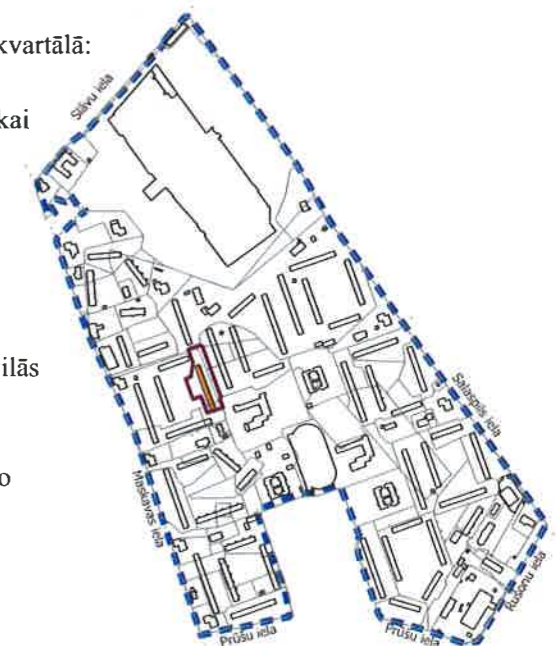 kvartālā:
Slāvu iela
kai
ilās
Salaspils iela
o
Maskavas iela
Rušonu iela
Prūšu iela
Prūšu iela